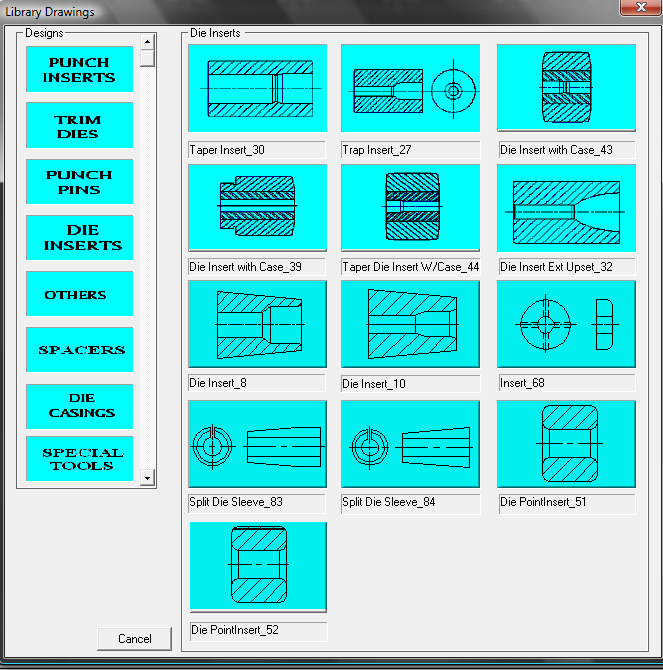 Library Drawings
Designs
PUNCH
INSERTS
TRIM
DIES
PUNCH
PINS
DIE
INSERTS
OTHERS
SPACERS
DIE
CASINGS
SPECIAL
TOOLS
Die Inserts
Taper Insert_30
Trap Insert_27
Die Insert with Case_43
Die Insert with Case_39
Taper Die Insert W/Case_44
Die Insert Ext Upset_32
Die Insert_8
Die Insert_10
Insert_68
Split Die Sleeve_83
Split Die Sleeve_84
Die PointInsert_51
Die PointInsert_52
Cancel